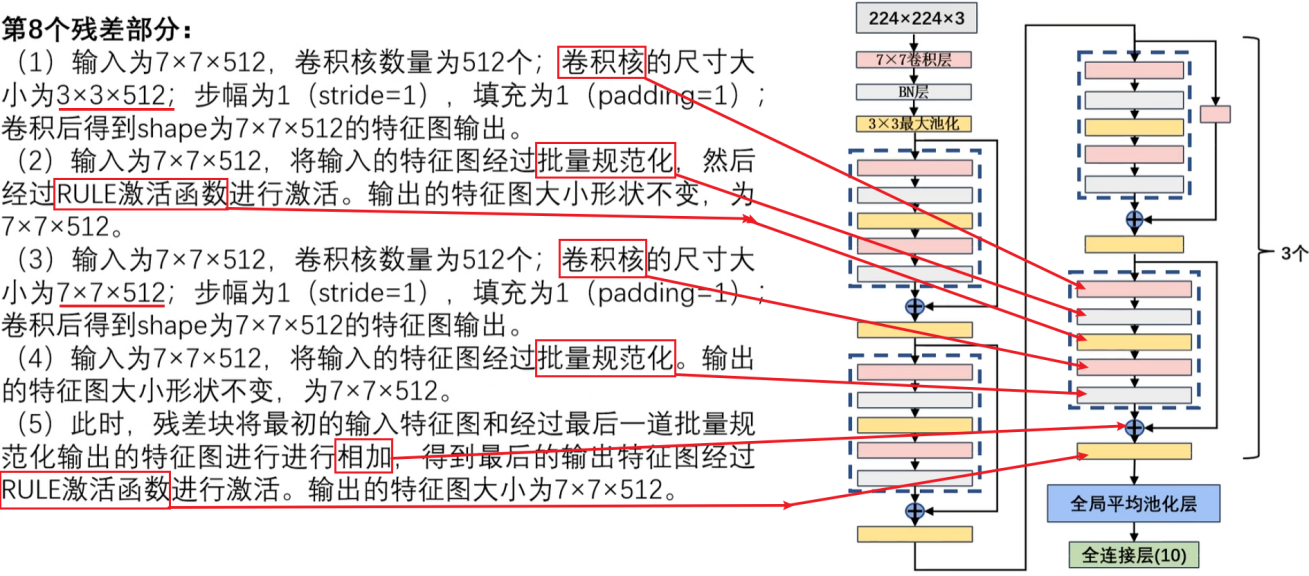 第8个残差部分：
（1）输入为7×7×512，卷积核数量为512个；卷积核的尺寸大
小为3×3×512；步幅为1（stride=1），填充为1（padding=1）；
卷积后得到shape为7×7×512的特征图输出。
（2）输入为7×7×512，将输入的特征图经过批量规范化，然后
经过RULE激活函数进行激活。输出的特征图大小形状不变，为
7×7×512。
（3）输入为7×7×512，卷积核数量为512个；卷积核的尺寸大
小为7×7×512；步幅为1（stride=1），填充为1（padding=1）；
卷积后得到shape为7×7×512的特征图输出。
（4）输入为7×7×512，将输入的特征图经过批量规范化。输出
的特征图大小形状不变，为7×7×512。
（5）此时，残差块将最初的输入特征图和经过最后一道批量规
范化输出的特征图进行进行相加，得到最后的输出特征图经过
RULE激活函数进行激活。输出的特征图大小为7×7×512。
224×224×3
7×7卷积层
BN层
3×3最大池化
3个
全局平均池化层
全连接层(10)